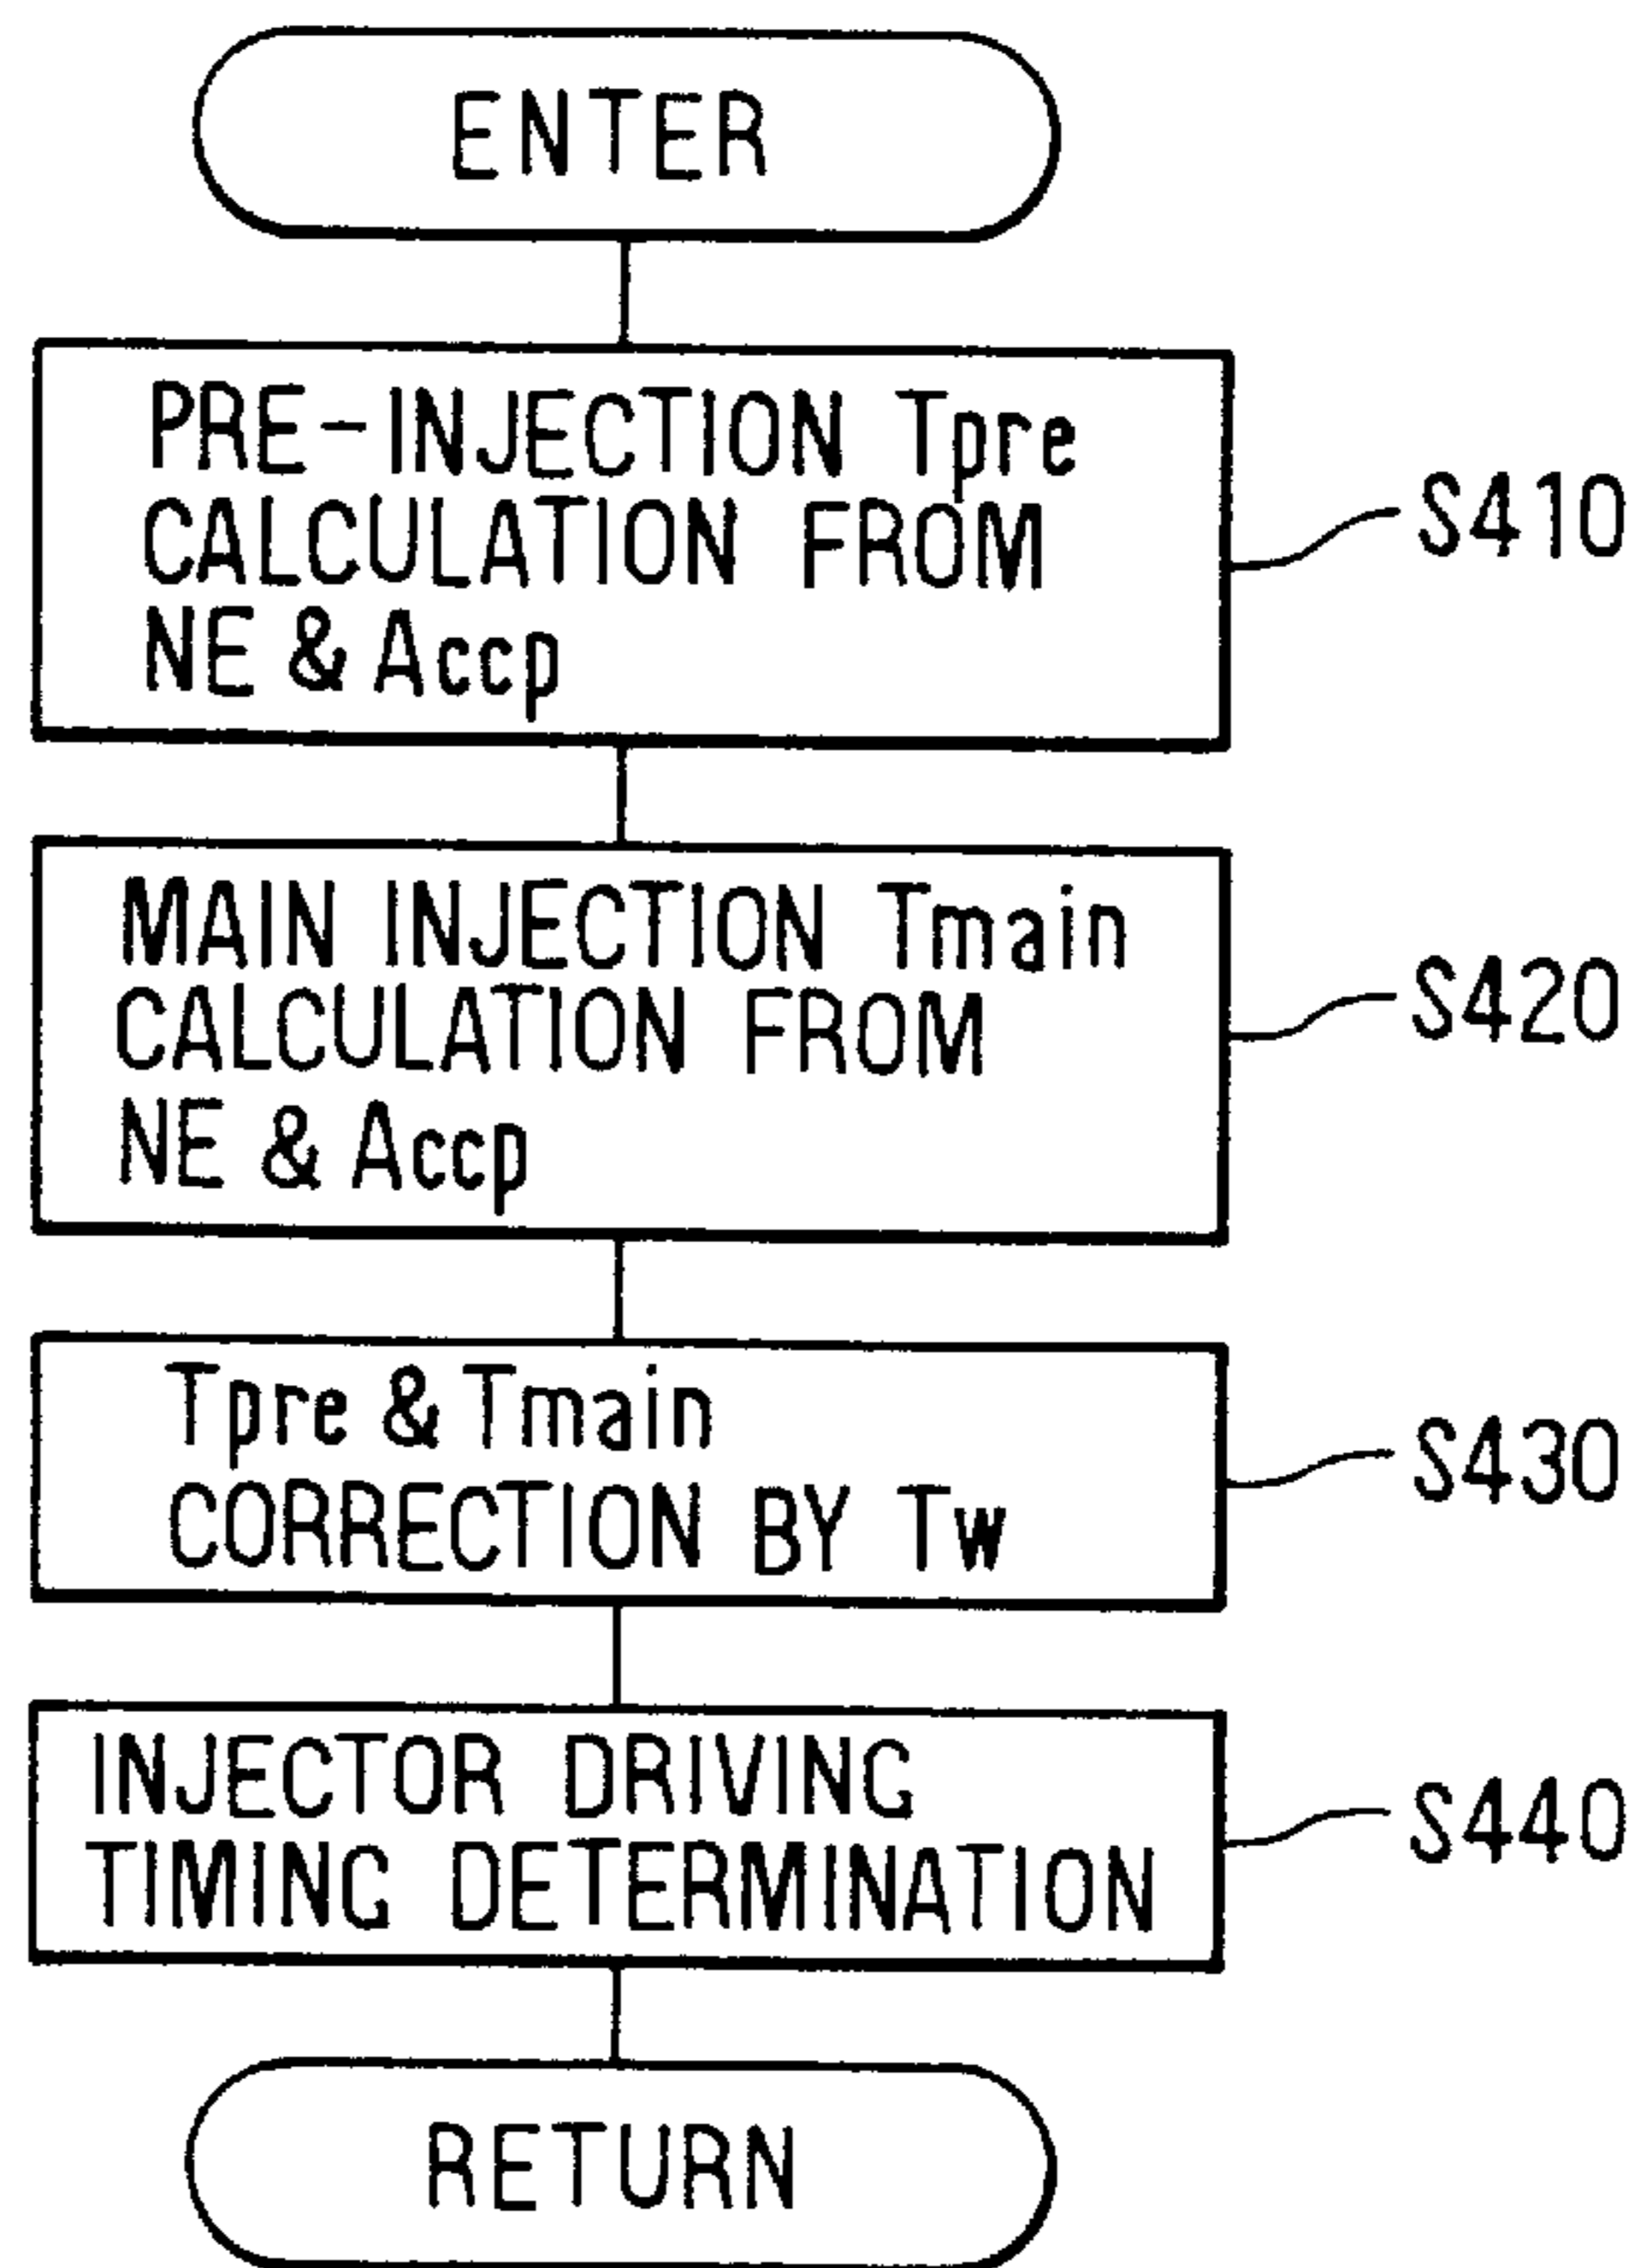 ENTER
PRE-INJECTION Tpre
CALCULATION FROM
NE & Accp
S410
MAIN INJECTION Tmain
CALCULATION FROM
NE & Accp
S420
Tpre & Tmain
CORRECTION BY Tw
S430
INJECTOR DRIVING
TIMING DETERMINATION
S440
RETURN